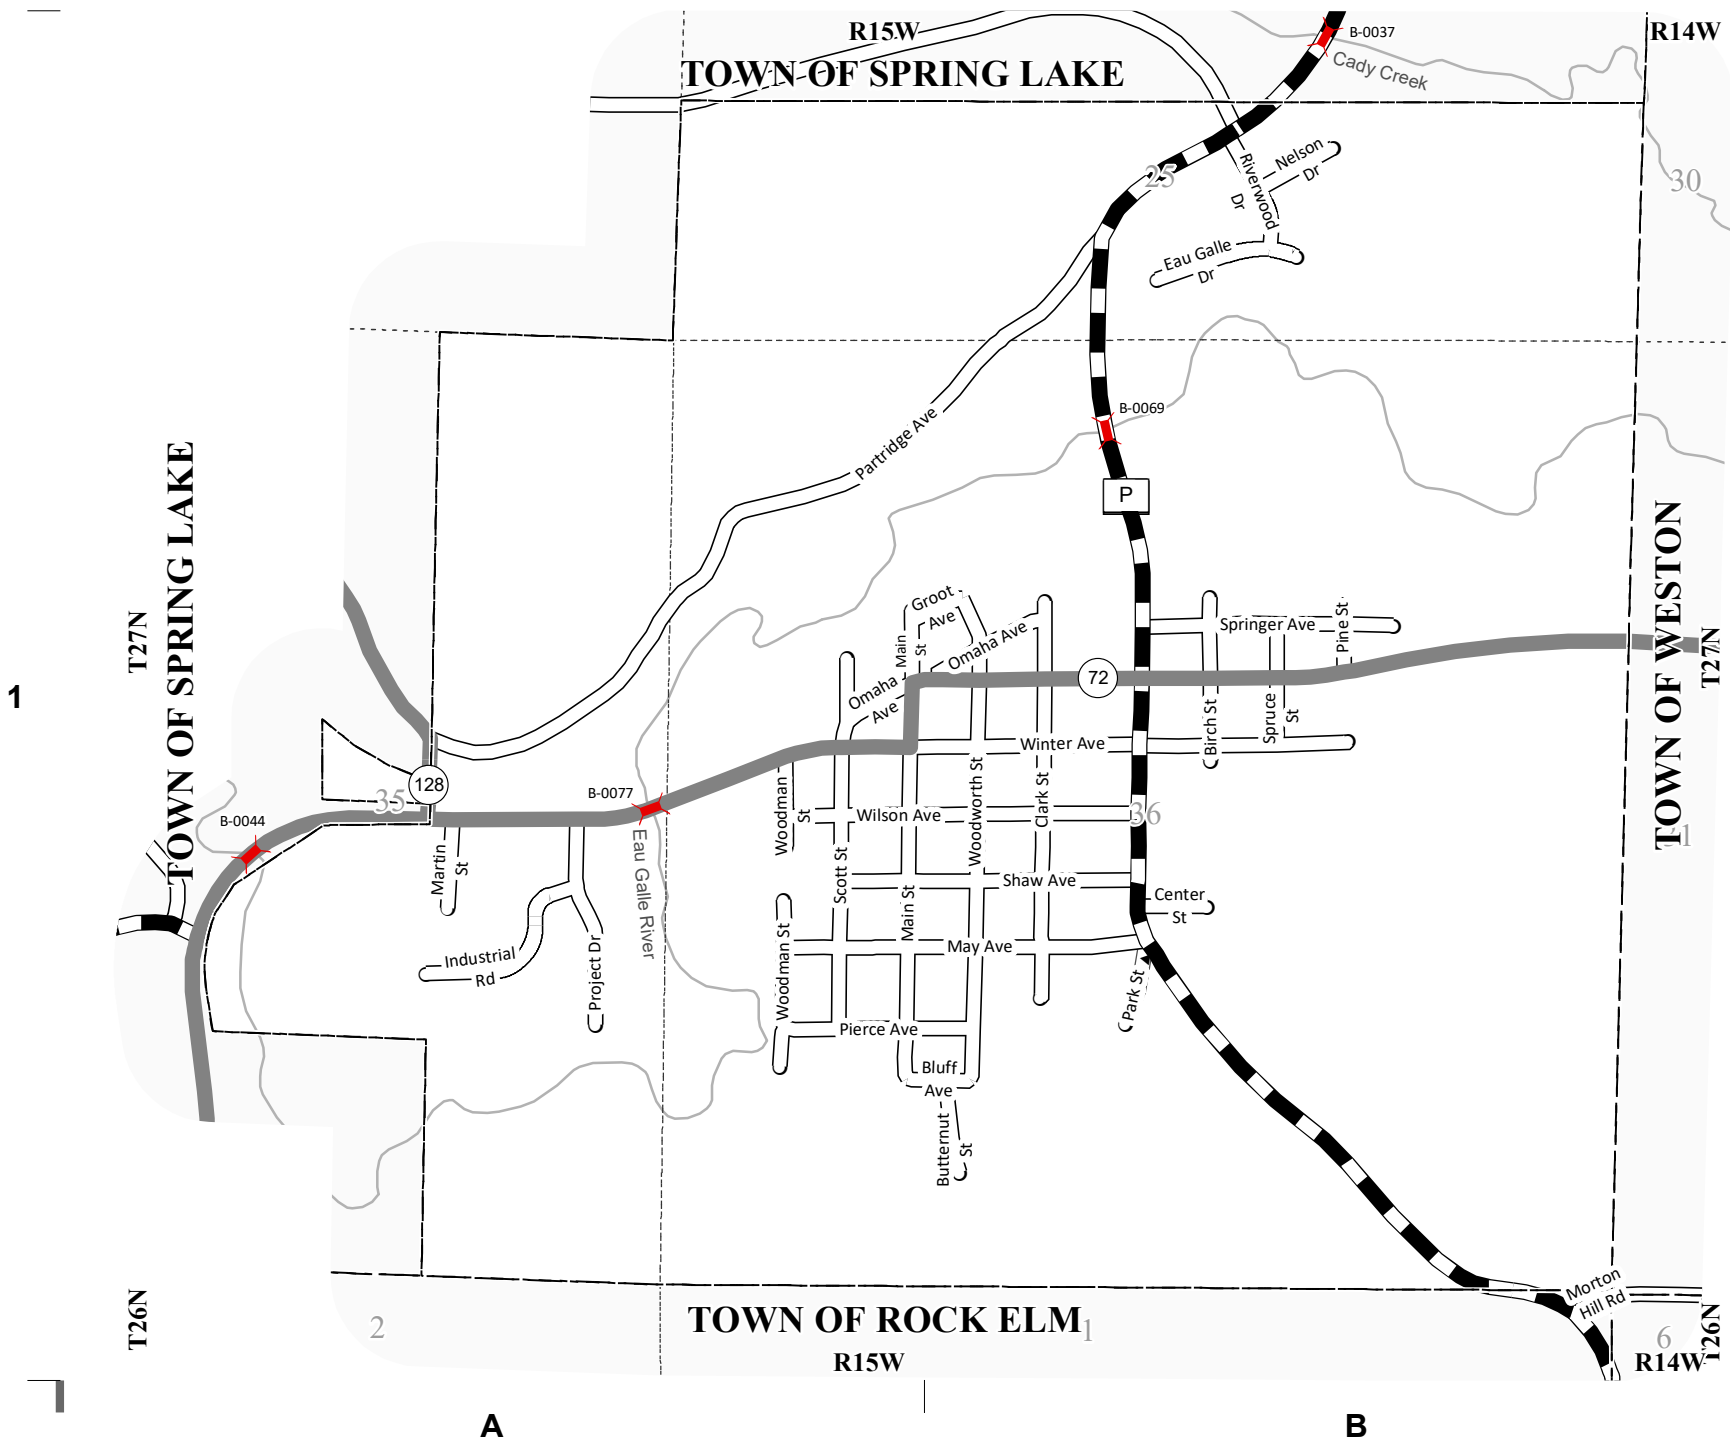 R15W
R14W
B-0037
Cady Creek
TOWN OF SPRING LAKE
25
30
Nelson
Dr
Riverwood
Dr
Eau Galle
Dr
B-0069
Partridge Ave
P
TOWN OF SPRING LAKE
T27N
1
TOWN OF WESTON
T27N
Groot
Ave
Main
St
Omaha Ave
Omaha
Ave
Springer Ave
Pine St
72
Birch St
Spruce
St
Winter Ave
128
35
B-0077
B-0044
Woodman
St
Wilson Ave
Woodworth St
Clark St
36
31
Martin
St
Eau Galle River
Scott St
Main St
Shaw Ave
Center
St
Industrial
Rd
Project Dr
Woodman St
May Ave
Park St
Pierce Ave
Bluff
Ave
Butternut
St
Morton
Hill Rd
T26N
2
TOWN OF ROCK ELM
1
6
T26N
R15W
R14W
A
B